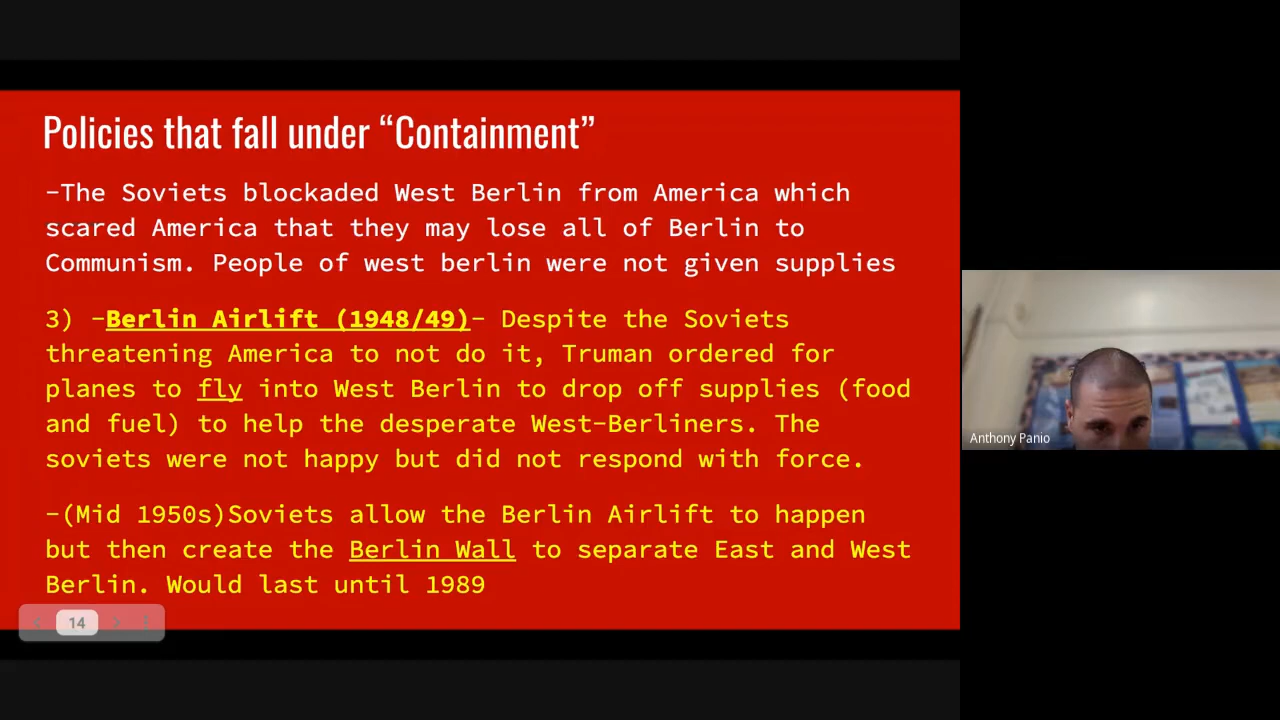 Policies that fall under “Containment”
-The Soviets blockaded West Berlin from America which
scared America that they may lose all of Berlin to
Communism. People of west berlin were not given supplies
3) -Berlin Airlift (1948/49)- Despite the Soviets
threatening America to not do it, Truman ordered for
planes to fly into West Berlin to drop off supplies (food
and fuel) to help the desperate West-Berliners. The
soviets were not happy but did not respond with force.
-(Mid 1950s)Soviets allow the Berlin Airlift to happen
but then create the Berlin Wall to separate East and West
Berlin. Would last until 1989
14
Anthony Panio